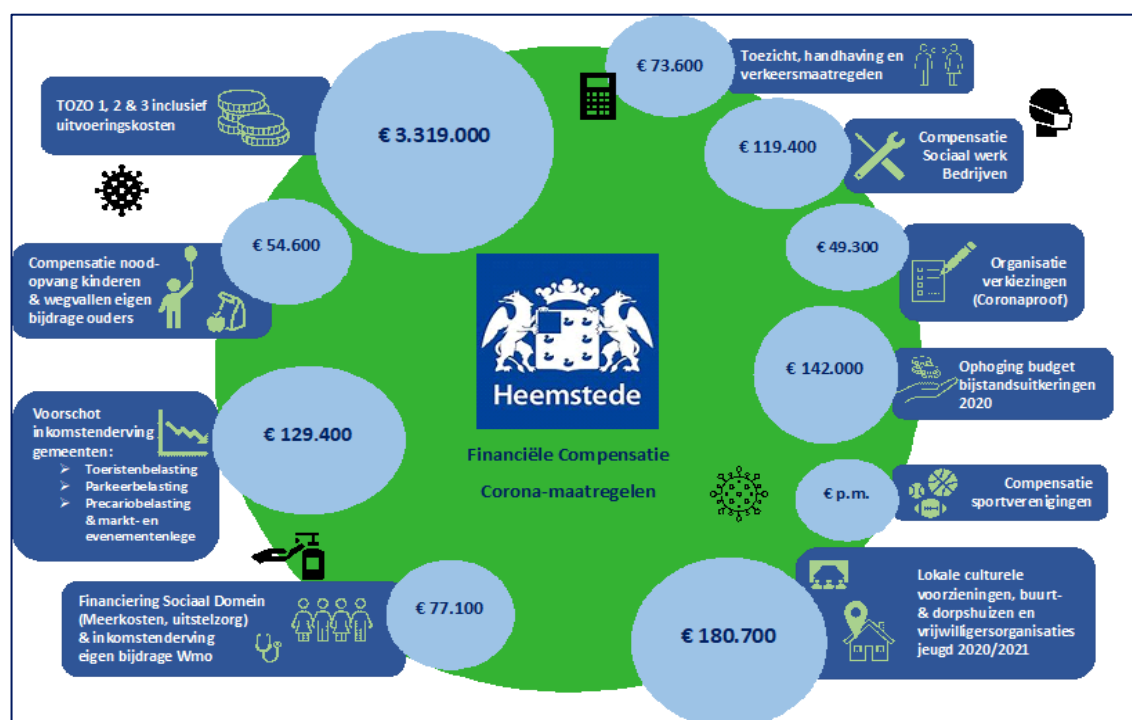 TOZO 1, 2 & 3 inclusief
uitvoeringskosten
€ 3.319.000
€ 73.600
Toezicht, handhaving en
verkeersmaatregelen
€ 119.400
Compensatie
Sociaal werk
Bedrijven
€ 54.600
Compensatie nood-
opvang kinderen
& wegvallen eigen
bijdrage ouders
€ 49.300
Organisatie
verkiezingen
(Coronaproof)
Heemstede
Financiële Compensatie
Corona-maatregelen
€ 142.000
Ophoging budget
bijstandsuitkeringen
2020
Voorschot
inkomstenderving
gemeenten:
➢ Toeristenbelasting
➢ Parkeerbelasting
➢ Precariobelasting
& markt- en
evenementenlege
€ 129.400
€ p.m.
Compensatie
sportverenigingen
Financiering Sociaal Domein
(Meerkosten, uitstelzorg)
& inkomstenderving
eigen bijdrage Wmo
€ 77.100
€ 180.700
Lokale culturele
voorzieningen, buurt-
& dorpshuizen en
vrijwilligersorganisaties
jeugd 2020/2021